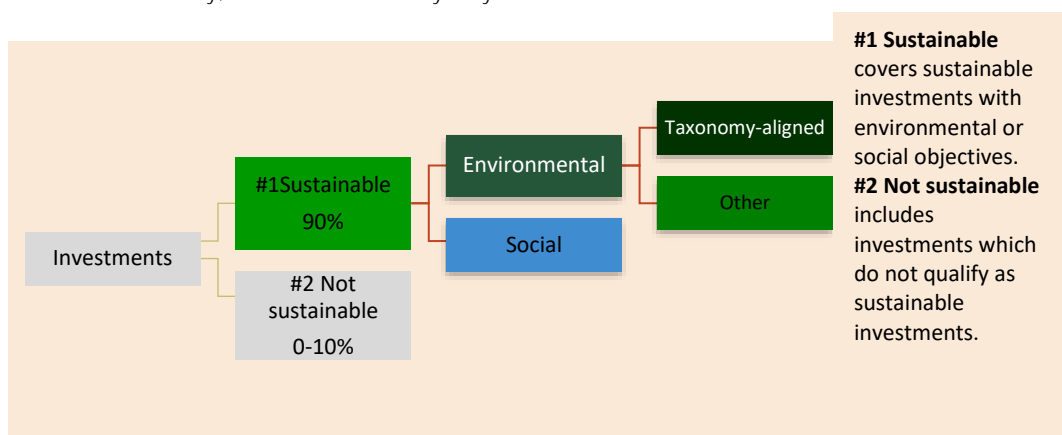 #1 Sustainable
covers sustainable
investments with
environmental or
social objectives.
#2 Not sustainable
includes
investments which
do not qualify as
sustainable
investments.
Investments
#1Sustainable
90%
#2 Not
sustainable
0-10%
Environmental
Social
Taxonomy-aligned
Other